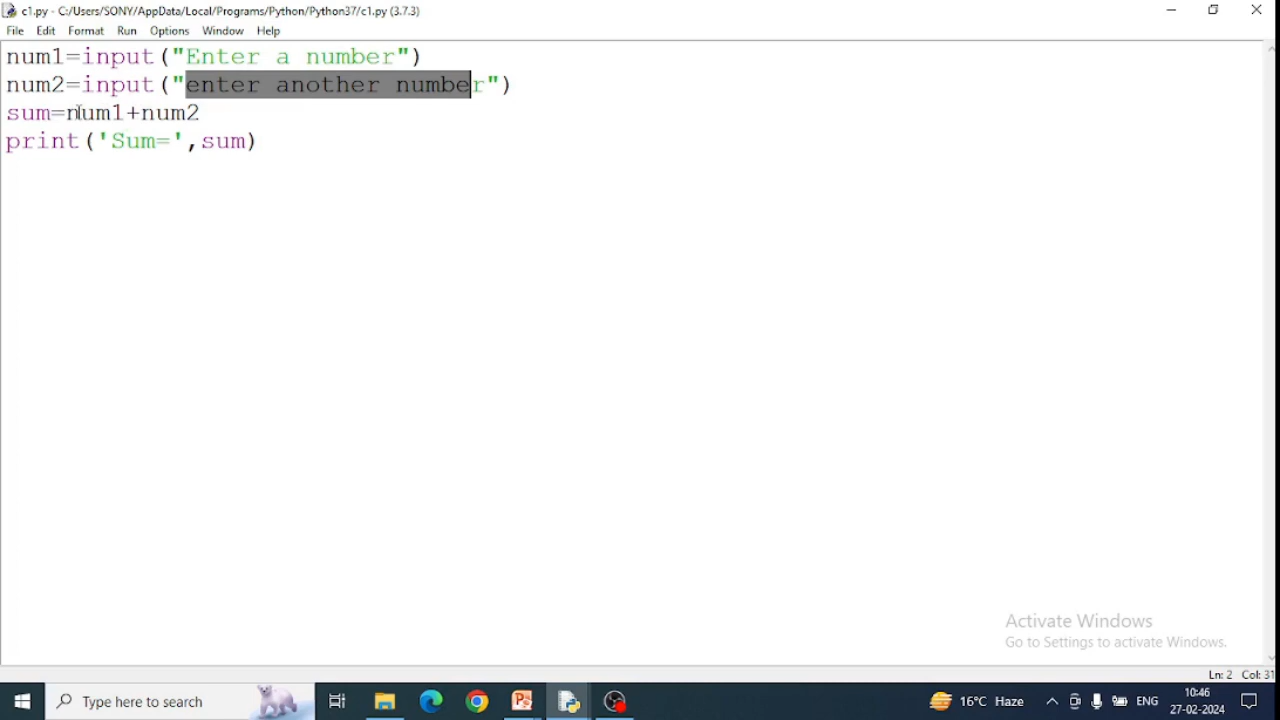 c1.py - C:/Users/SONY/AppData/Local/Programs/Python/Python37/c1.py (3.7.3)
File Edit Format Run Options Window Help
num1=input("Enter a number")
num2=input("enter another number")
sum=num1+num2
print('Sum=',sum)
Activate Windows
Go to Settings to activate Windows.
Ln: 2 Col: 31
Type here to search
16°C Haze
ENG
10:46
27-02-2024